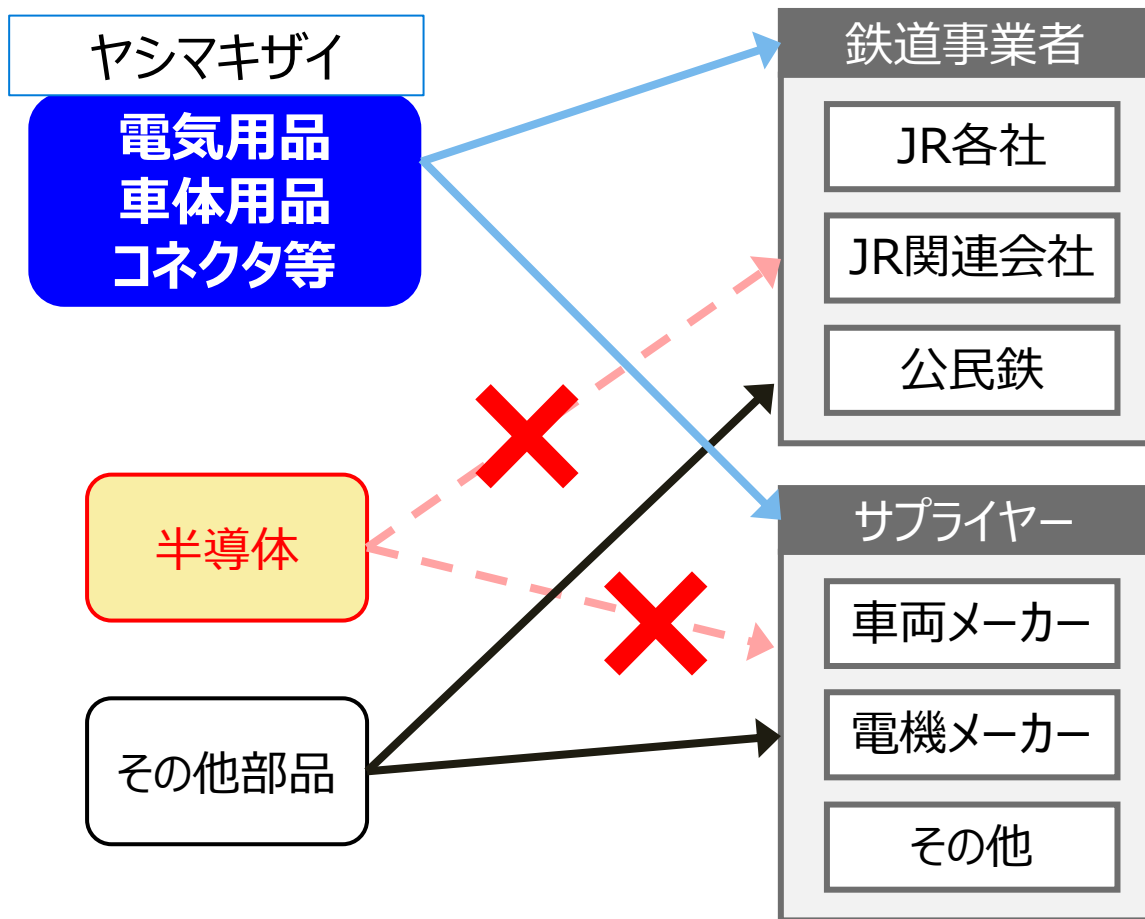 ヤシマキザイ
電気用品
車体用品
コネクタ等
半導体
その他部品
鉄道事業者
JR各社
JR関連会社
公民鉄
サプライヤー
車両メーカー
電機メーカー
その他